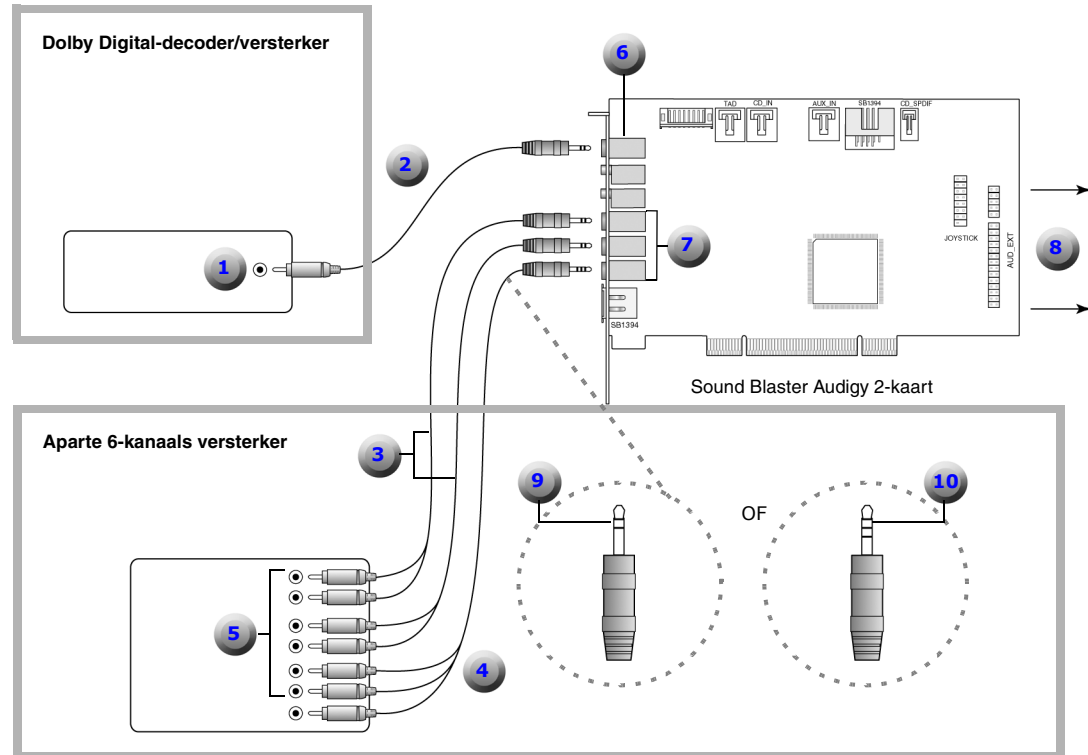 Dolby Digital-decoder/versterker
6
TAD
CD_IN
AUX_IN
SB1394
CD_SPDIF
2
1
7
JOYSTICK
AUD_EXT
8
SB1394
Sound Blaster Audigy 2-kaart
Aparte 6-kanaals versterker
3
9
OF
10
5
4